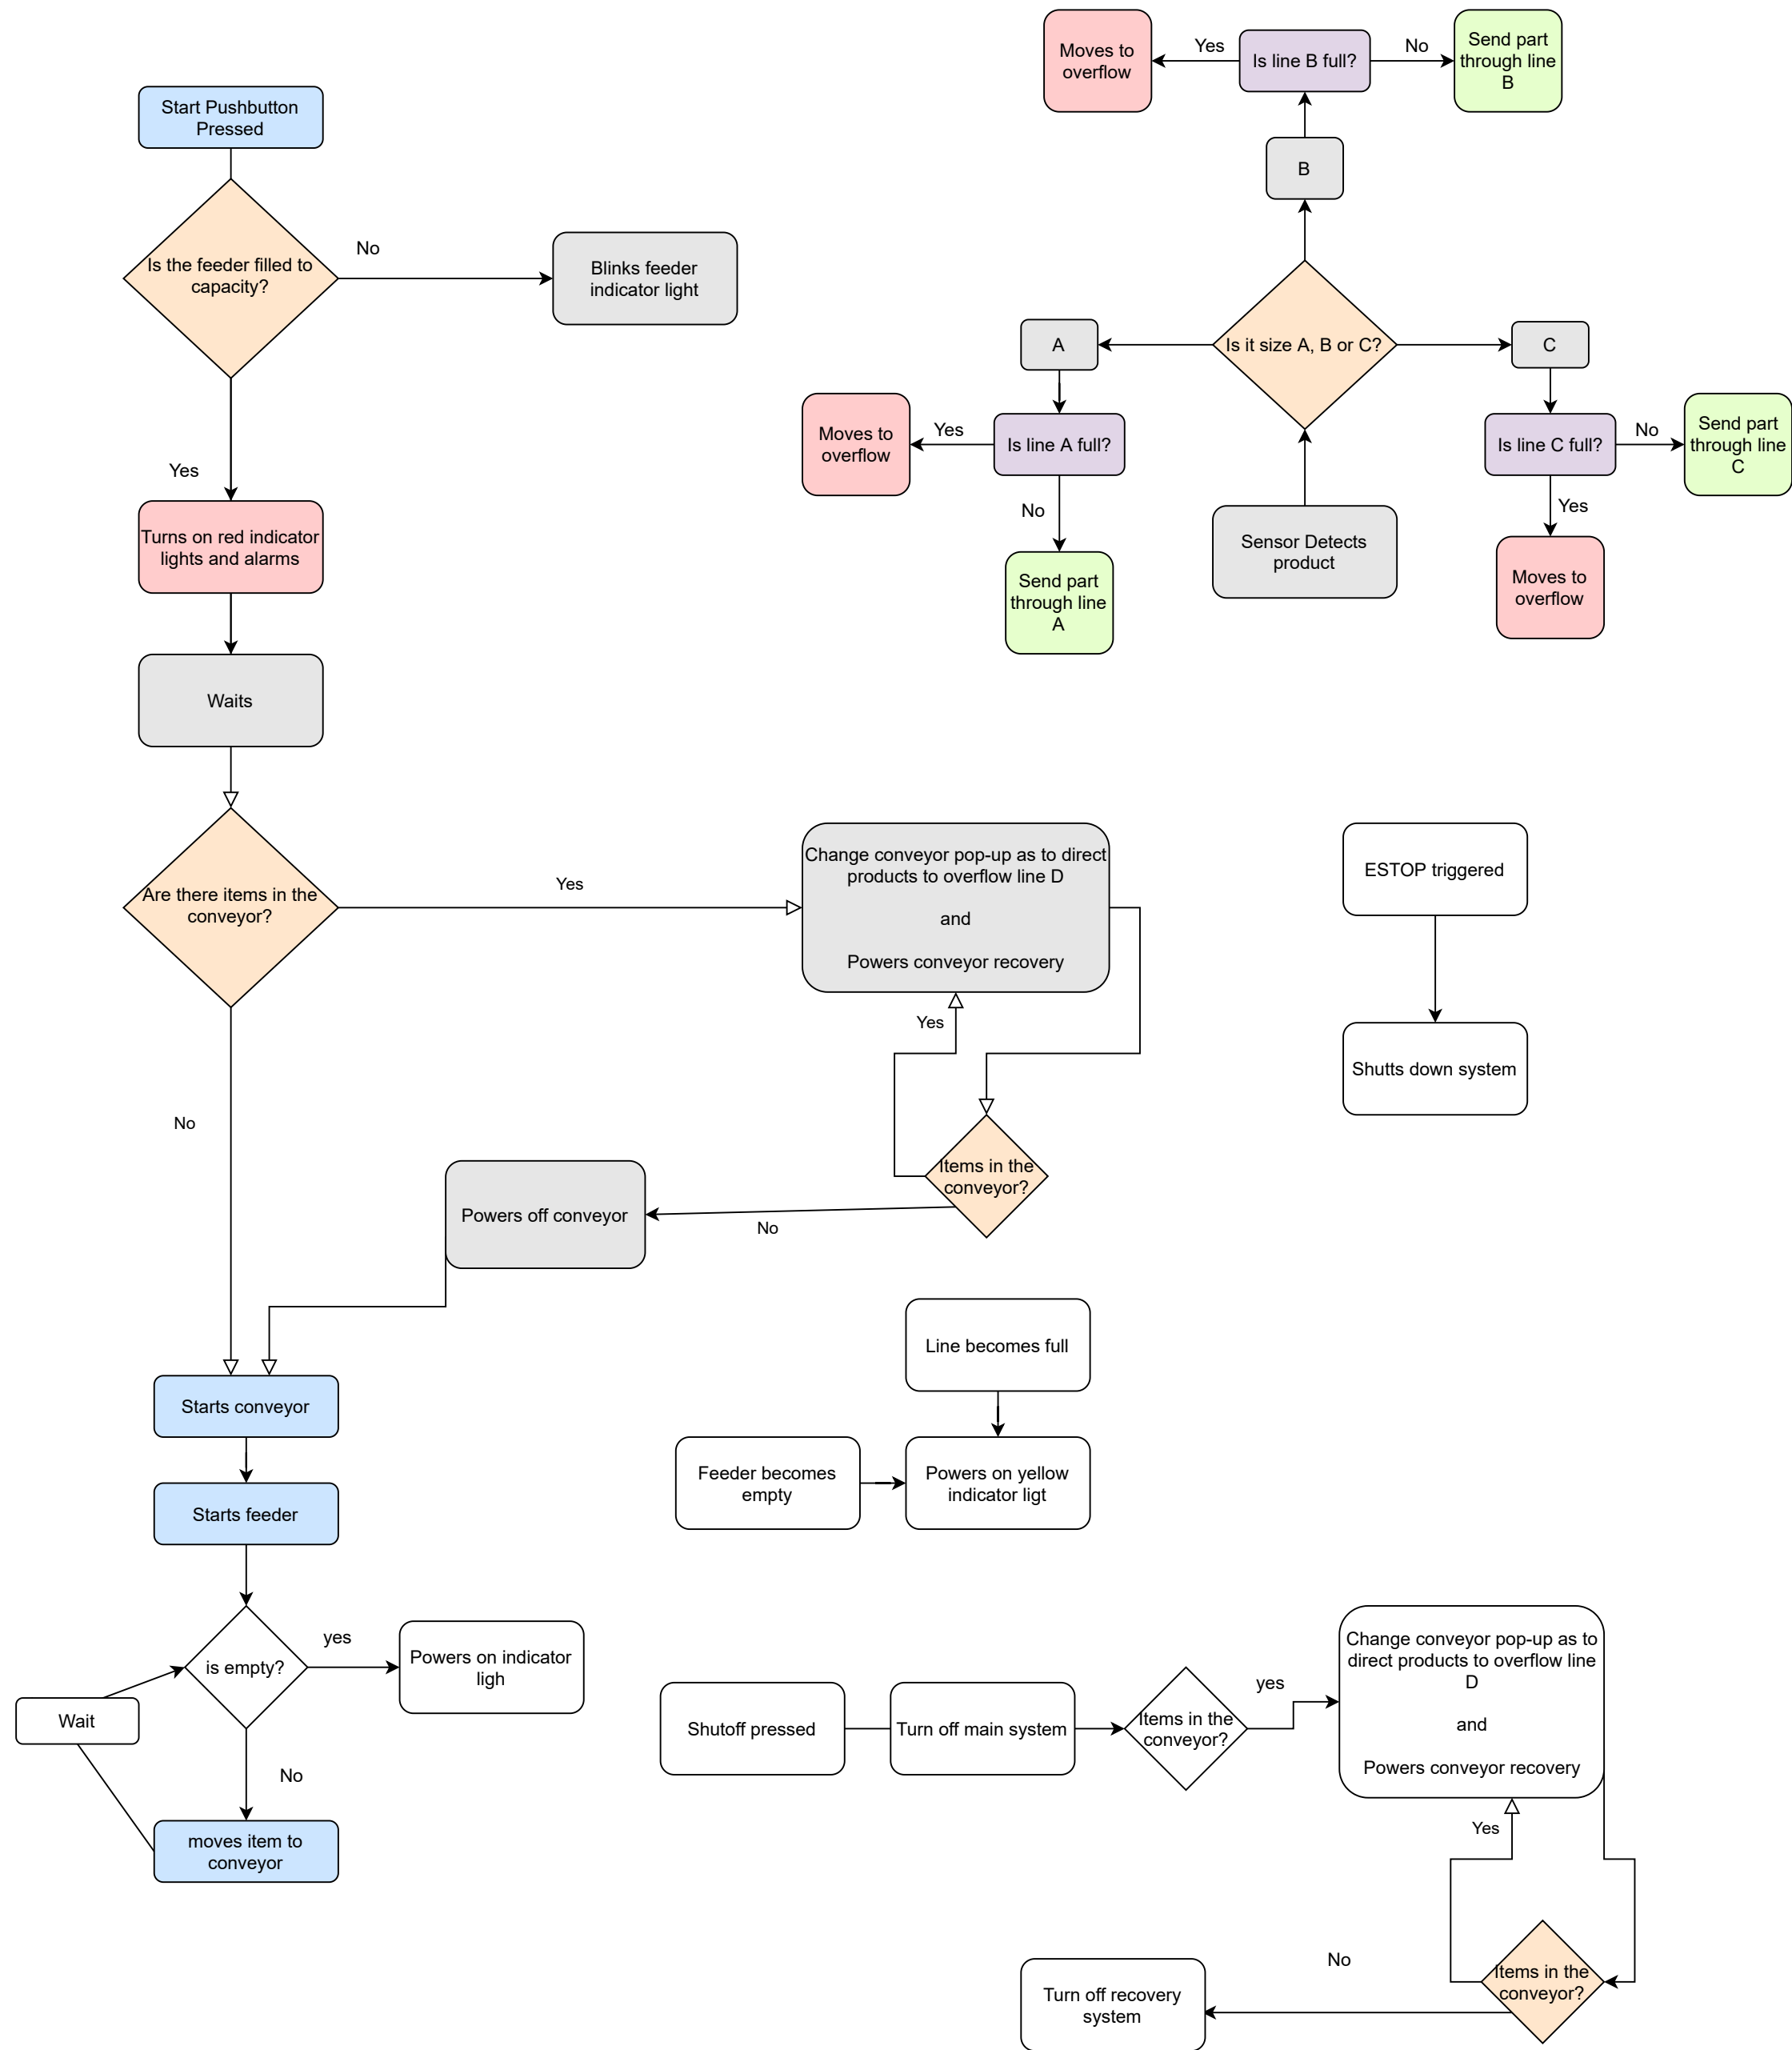 Start Pushbutton
Pressed
Is the feeder filled to
capacity?
No
Blinks feeder
indicator light
Yes
Turns on red indicator
lights and alarms
Waits
Moves to
overflow
Yes
Is line B full?
No
Send part
through line
B
B
Is it size A, B or C?
A
C
Moves to
overflow
Yes
Is line A full?
No
Send part
through line
A
Sensor Detects
product
Is line C full?
No
Send part
through line
C
Yes
Moves to
overflow
Are there items in the
conveyor?
Yes
Change conveyor pop-up as to direct
products to overflow line D
and
Powers conveyor recovery
Yes
Items in the
conveyor?
No
Powers off conveyor
No
ESTOP triggered
Shutts down system
Starts conveyor
Starts feeder
is empty?
yes
Powers on indicator
ligh
Wait
No
moves item to
conveyor
Line becomes full
Feeder becomes
empty
Powers on yellow
indicator ligt
Shutoff pressed
Turn off main system
Items in the
conveyor?
yes
Change conveyor pop-up as to
direct products to overflow line
D
and
Powers conveyor recovery
Yes
Items in the
conveyor?
No
Turn off recovery
system